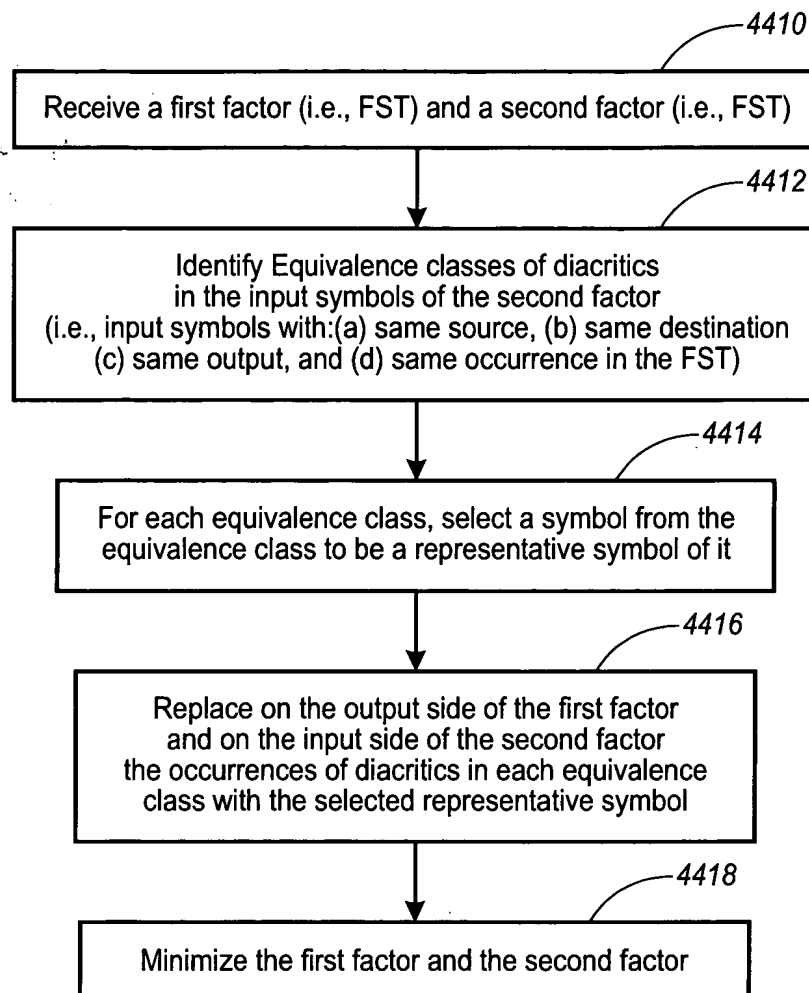 4410
Receive a first factor (i.e., FST) and a second factor (i.e., FST)
4412
Identify Equivalence classes of diacritics
in the input symbols of the second factor
(i.e., input symbols with:(a) same source, (b) same destination
(c) same output, and (d) same occurrence in the FST)
4414
For each equivalence class, select a symbol from the
equivalence class to be a representative symbol of it
4416
Replace on the output side of the first factor
and on the input side of the second factor
the occurrences of diacritics in each equivalence
class with the selected representative symbol
4418
Minimize the first factor and the second factor